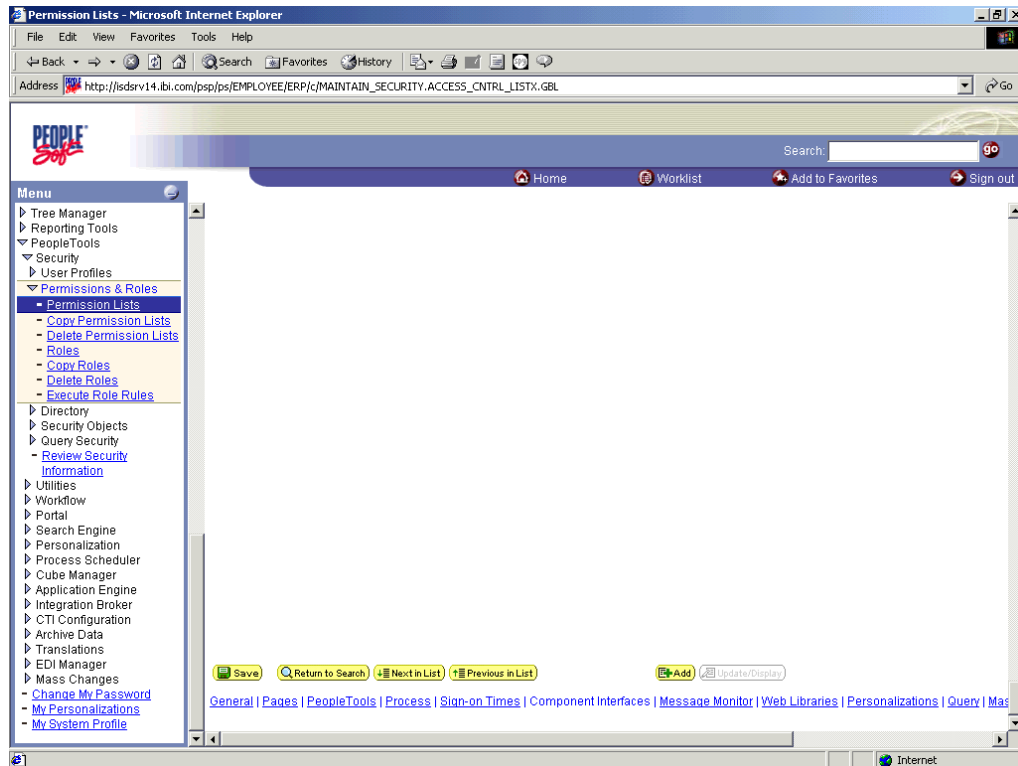 Permission Lists - Microsoft Internet Explorer
File Edit View Favorites Tools Help
Back Search Favorites History
Address http://isdsrv14.ibi.com/psp/ps/EMPLOYEE/ERP/c/MAINTAIN_SECURITY.ACCESS_CNTRL_LISTX.GBL Go
PEOPLE Soft
Search: go
Home Worklist Add to Favorites Sign out
Menu
Tree Manager
Reporting Tools
PeopleTools
Security
User Profiles
Permissions & Roles
Permission Lists
Copy Permission Lists
Delete Permission Lists
Roles
Copy Roles
Delete Roles
Execute Role Rules
Directory
Security Objects
Query Security
Review Security
Information
Utilities
Workflow
Portal
Search Engine
Personalization
Process Scheduler
Cube Manager
Application Engine
Integration Broker
CTI Configuration
Archive Data
Translations
EDI Manager
Mass Changes
Change My Password
My Personalizations
My System Profile
Save Return to Search Next in List Previous in List Add Update/Display
General | Pages | PeopleTools | Process | Sign-on Times | Component Interfaces | Message Monitor | Web Libraries | Personalizations | Query | Mas
Internet